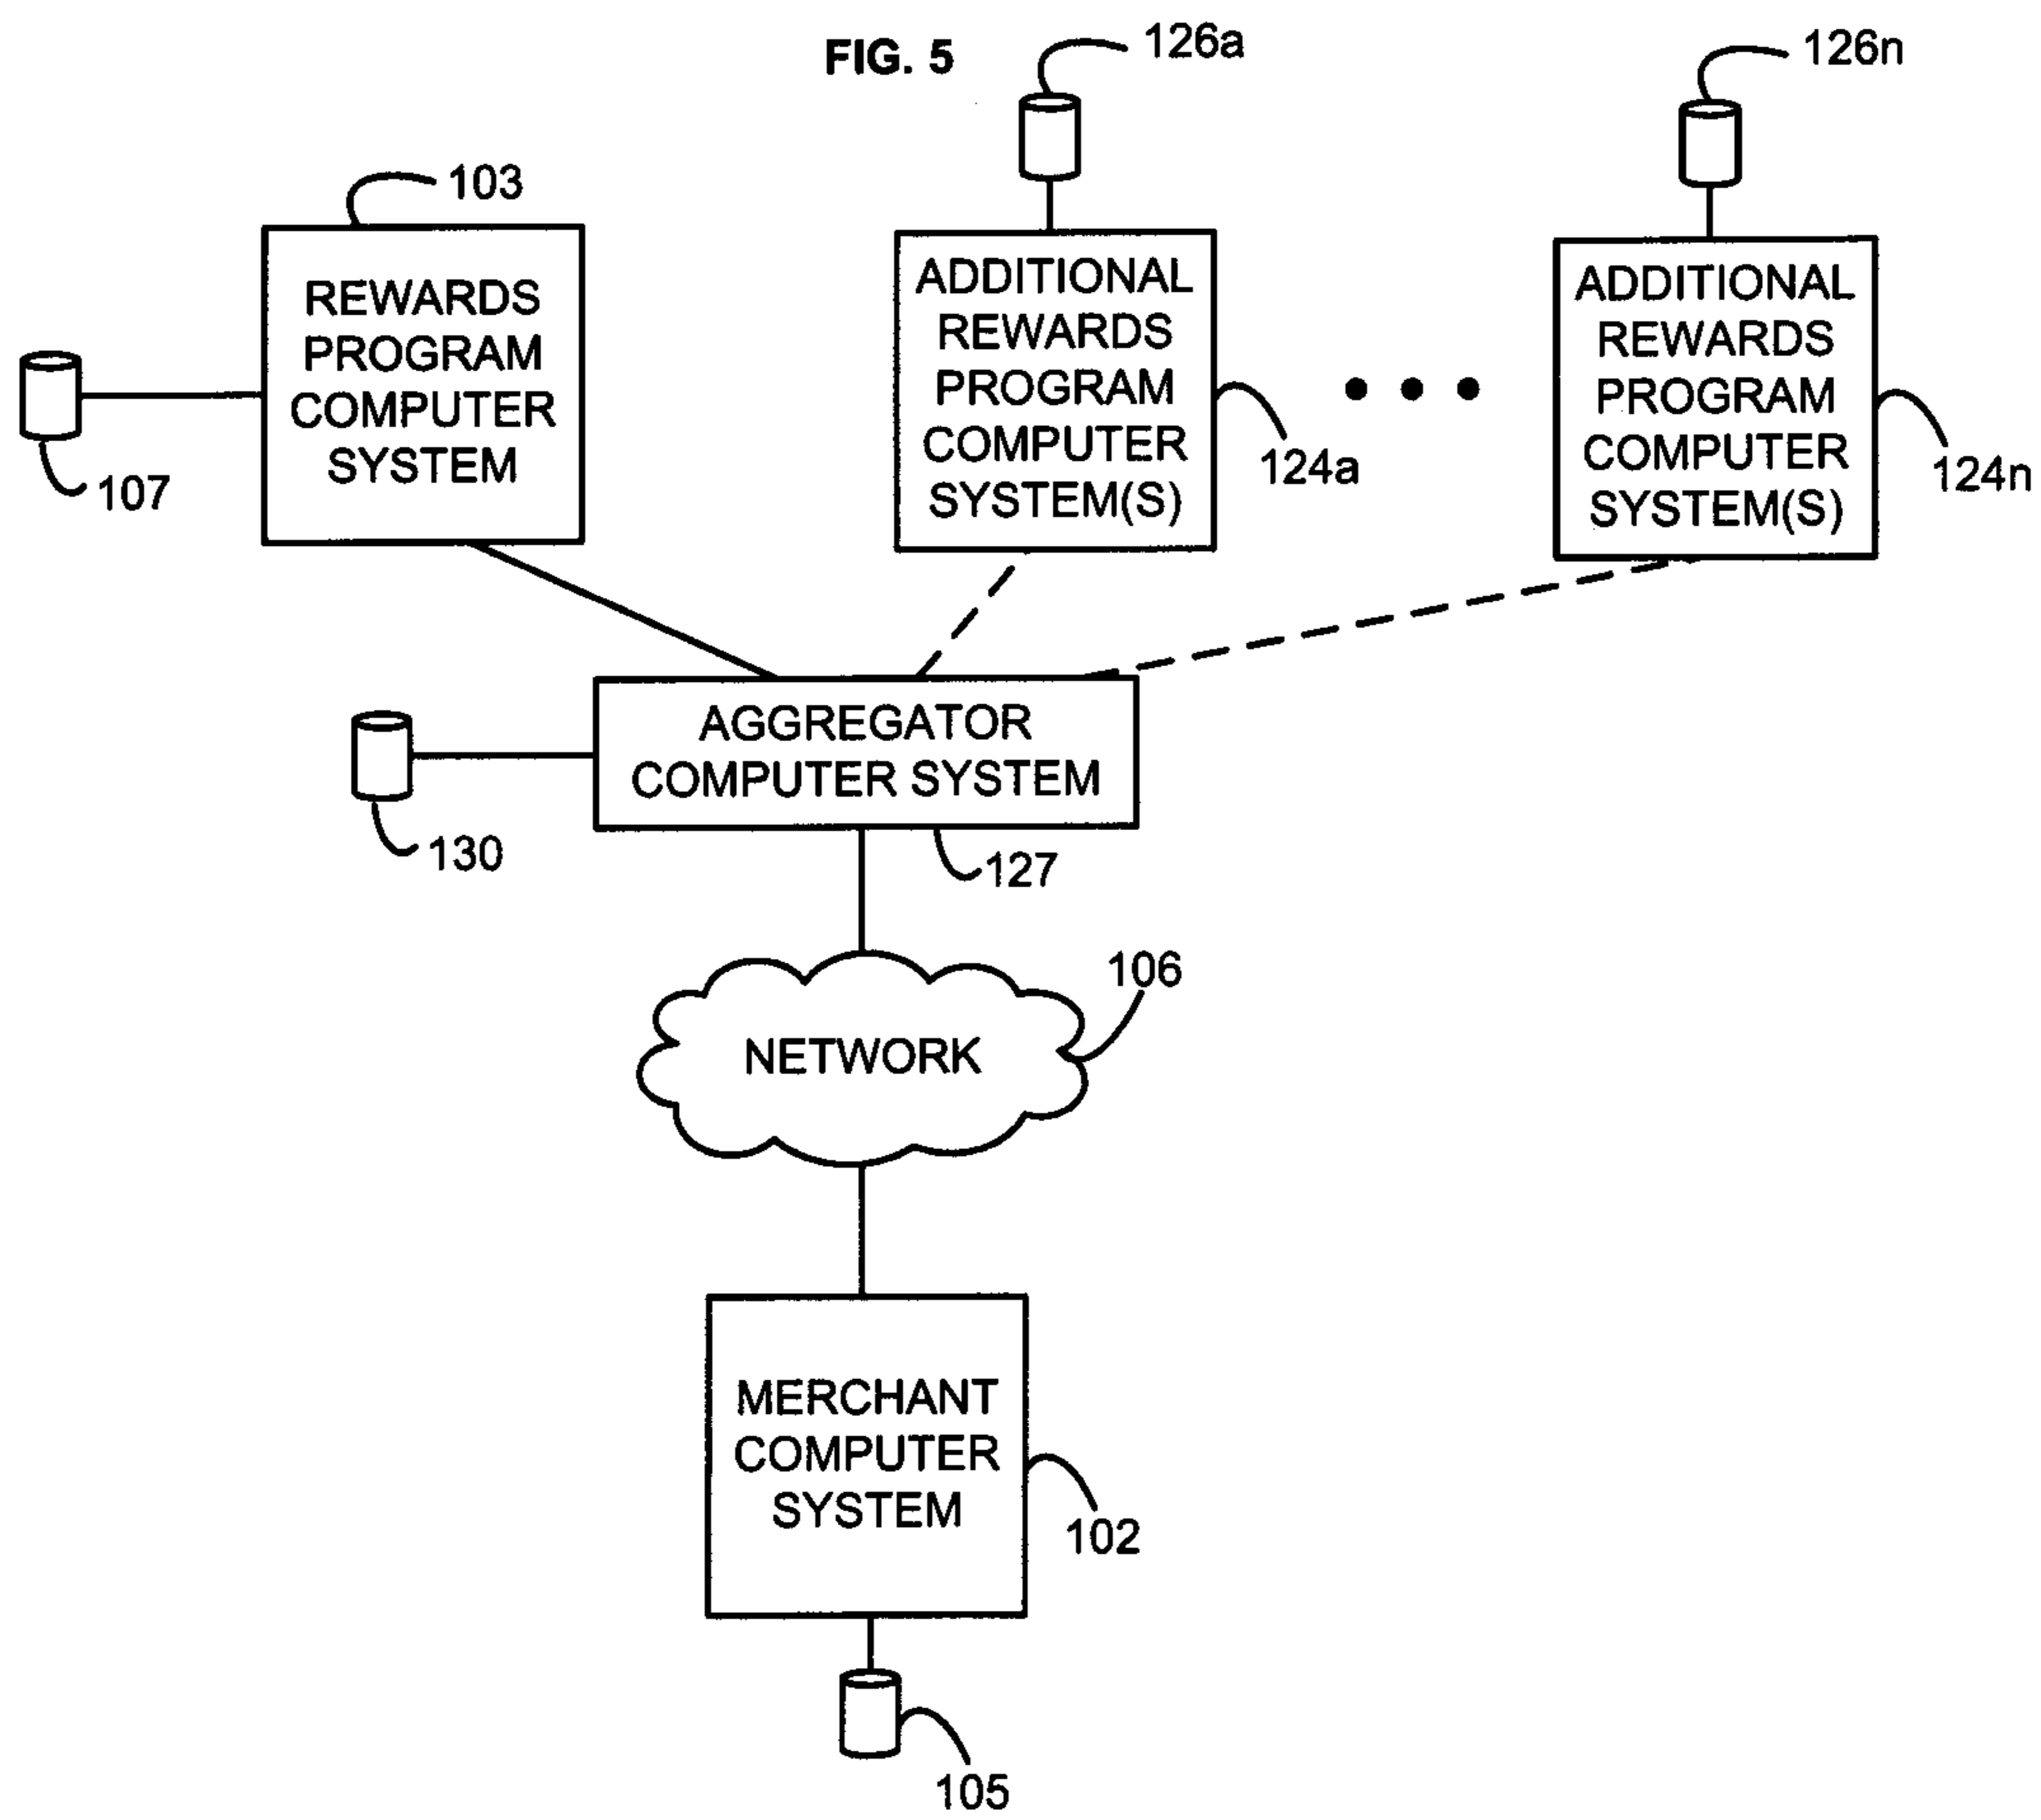 FIG. 5
126a
126n
103
REWARDS
PROGRAM
COMPUTER
SYSTEM
107
ADDITIONAL
REWARDS
PROGRAM
COMPUTER
SYSTEM(S)
124a
ADDITIONAL
REWARDS
PROGRAM
COMPUTER
SYSTEM(S)
124n
AGGREGATOR
COMPUTER SYSTEM
130
127
106
NETWORK
MERCHANT
COMPUTER
SYSTEM
102
105